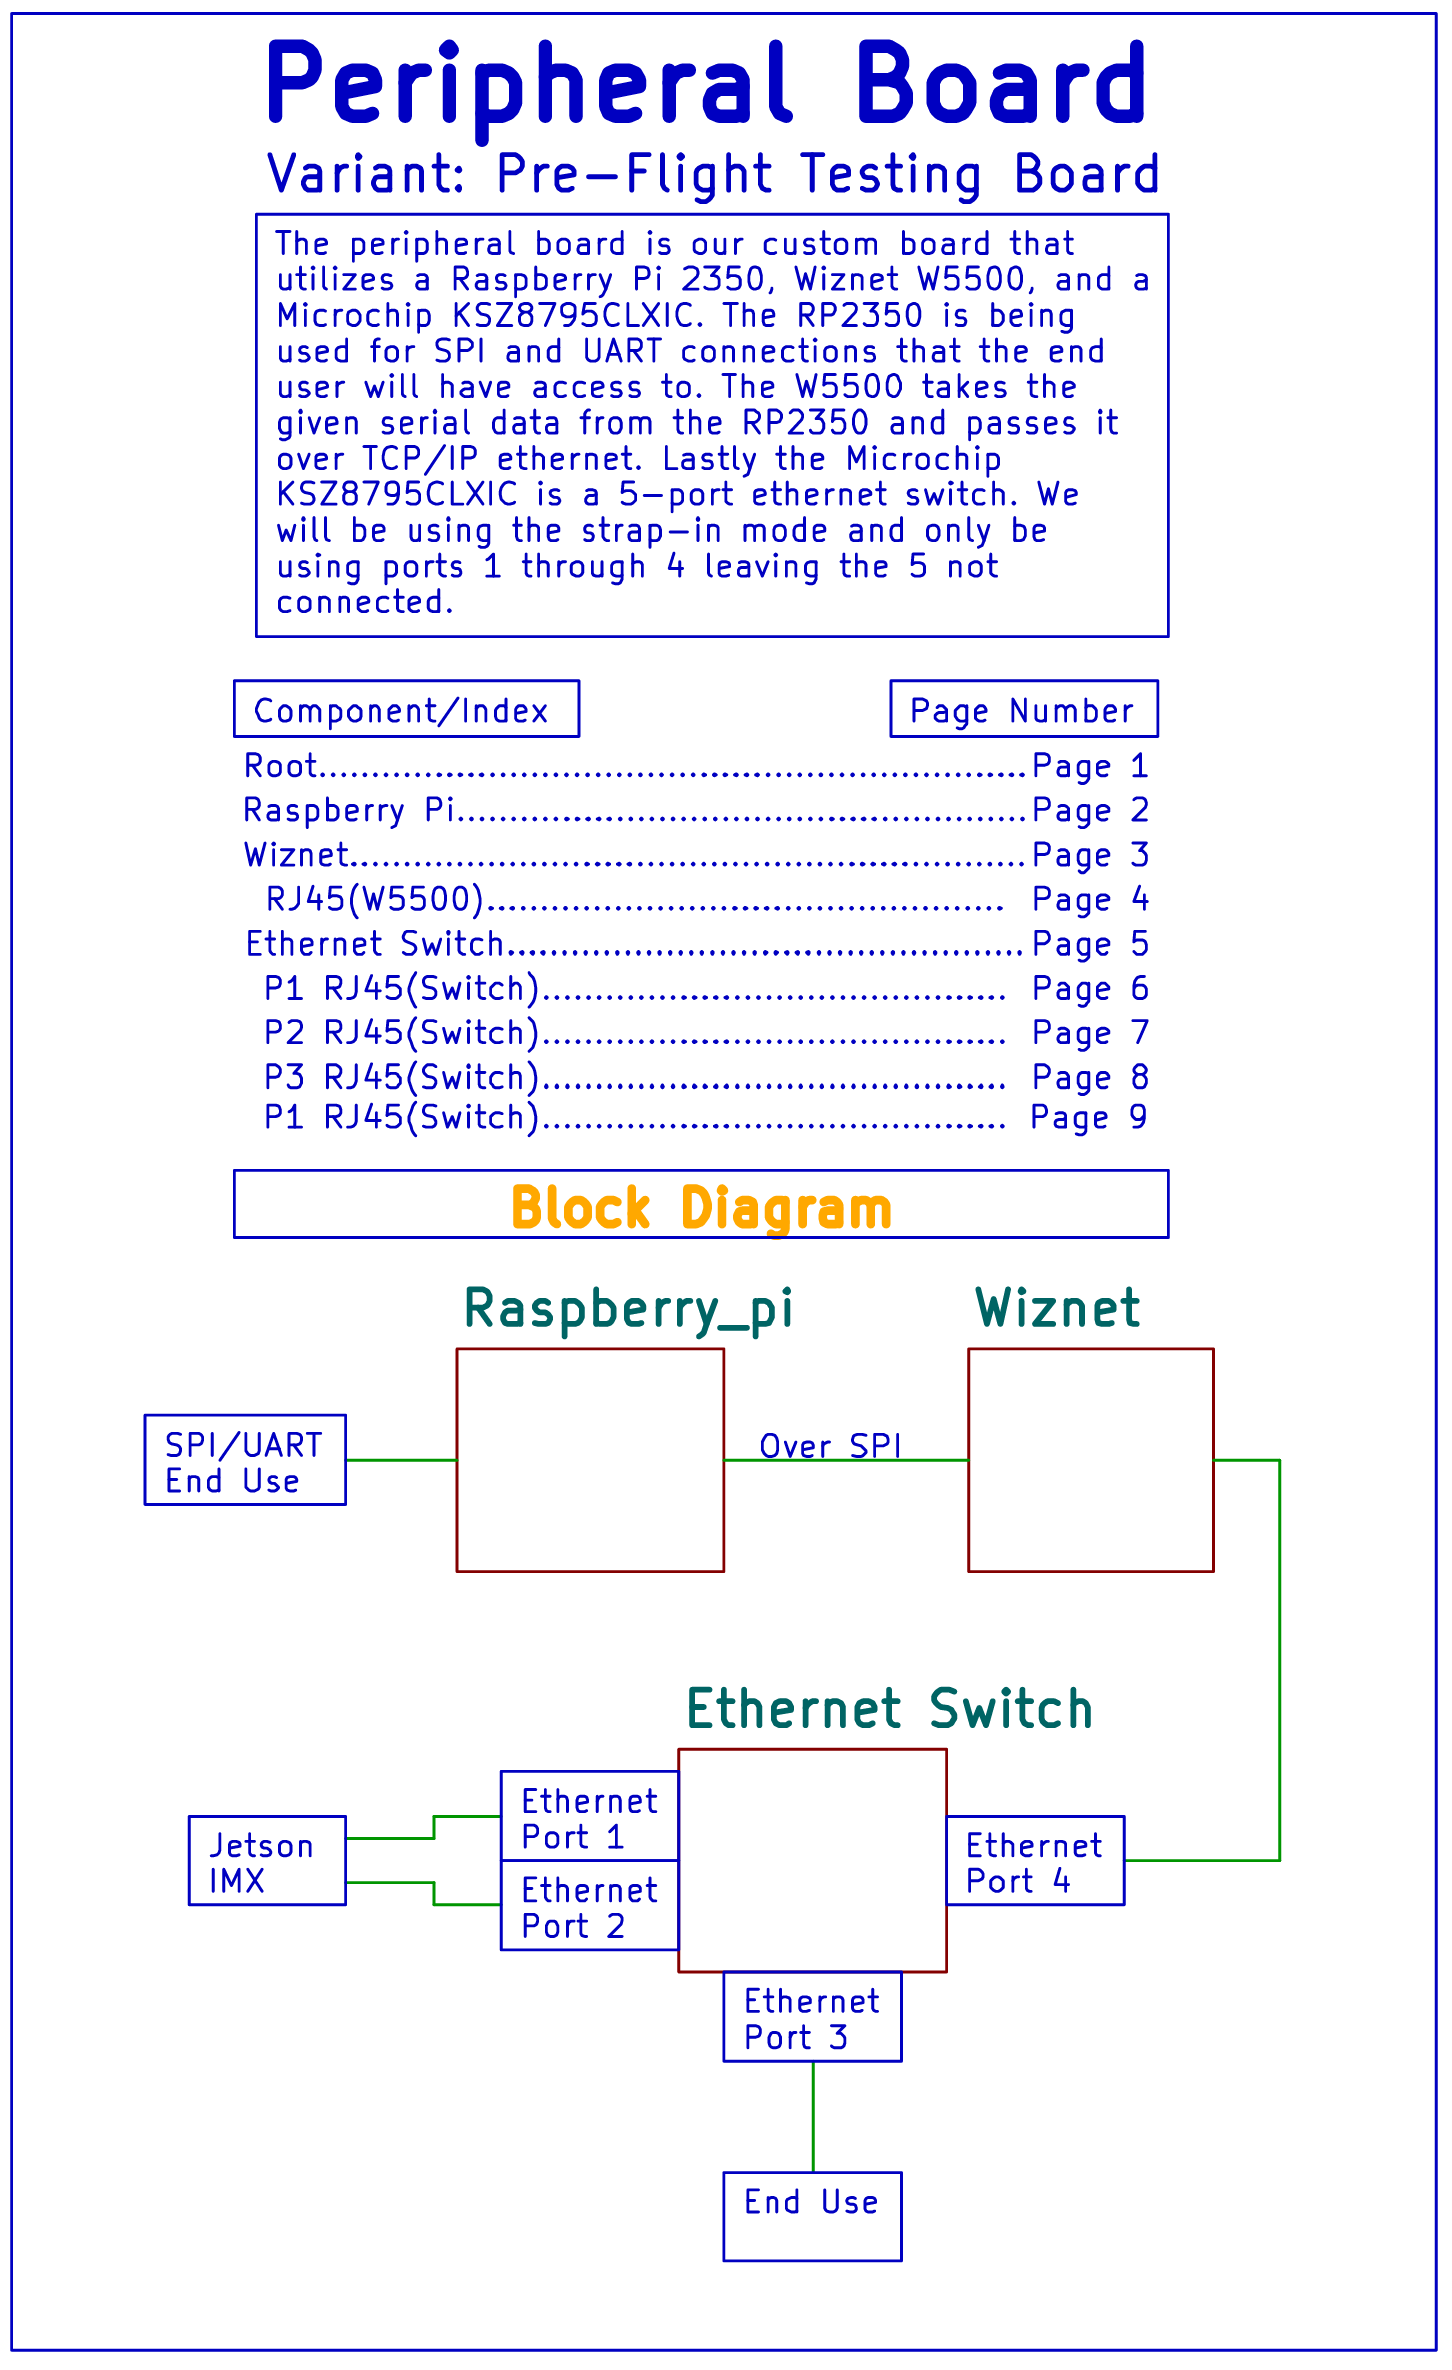 Peripheral Board
Variant: Pre-Flight Testing Board
The peripheral board is our custom board that
utilizes a Raspberry Pi 2350, Wiznet W5500, and a
Microchip KSZ8795CLXIC. The RP2350 is being
used for SPI and UART connections that the end
user will have access to. The W5500 takes the
given serial data from the RP2350 and passes it
over TCP/IP ethernet. Lastly the Microchip
KSZ8795CLXIC is a 5-port ethernet switch. We
will be using the strap-in mode and only be
using ports 1 through 4 leaving the 5 not
connected.
Component/Index Page Number
Root..................................................................Page 1
Raspberry Pi.....................................................Page 2
Wiznet...............................................................Page 3
RJ45(W5500)................................................ Page 4
Ethernet Switch................................................Page 5
P1 RJ45(Switch)........................................... Page 6
P2 RJ45(Switch)........................................... Page 7
P3 RJ45(Switch)........................................... Page 8
P1 RJ45(Switch)........................................... Page 9
Block Diagram
Raspberry_pi Wiznet
SPI/UART
End Use
Over SPI
Ethernet Switch
Ethernet
Port 1
Jetson
IMX
Ethernet
Port 2
Ethernet
Port 4
Ethernet
Port 3
End Use